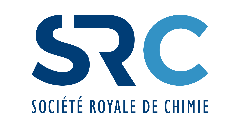 SRC
SOCIÉTÉ ROYALE DE CHIMIE